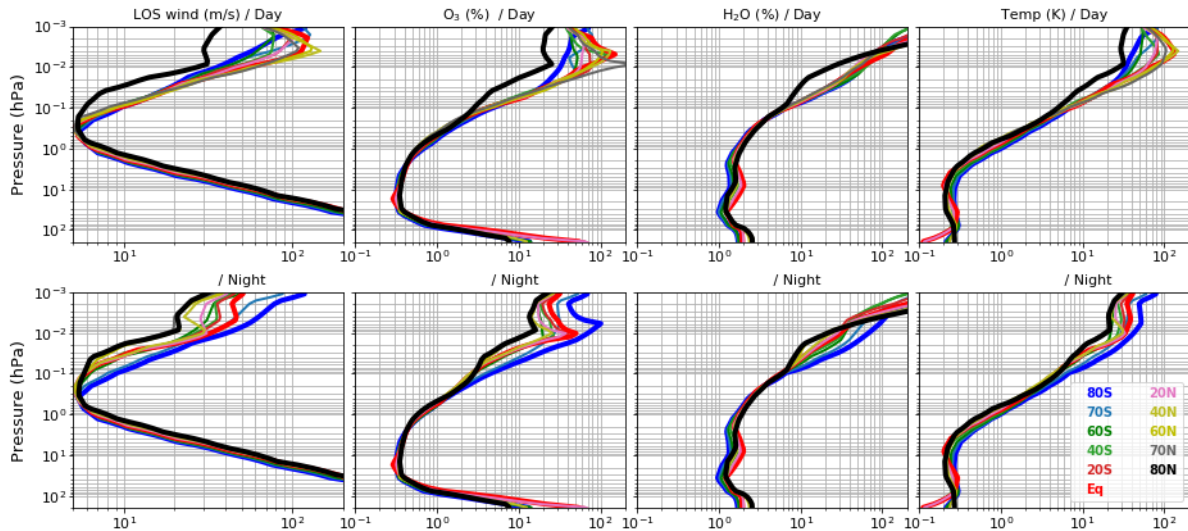 LOS wind (m/s) / Day
O₃ (%) / Day
H₂O (%) / Day
Temp (K) / Day
Pressure (hPa)
10⁻³
10⁻²
10⁻¹
10⁰
10¹
10²
10¹ 10²
10⁻¹ 10⁰ 10¹ 10²
10⁻¹ 10⁰ 10¹ 10²
10⁻¹ 10⁰ 10¹ 10²
/ Night
/ Night
/ Night
/ Night
Pressure (hPa)
10⁻³
10⁻²
10⁻¹
10⁰
10¹
10²
10¹ 10²
10⁻¹ 10⁰ 10¹ 10²
10⁻¹ 10⁰ 10¹ 10²
10⁻¹ 10⁰ 10¹ 10²
80S 20N
70S 40N
60S 60N
40S 70N
20S 80N
Eq